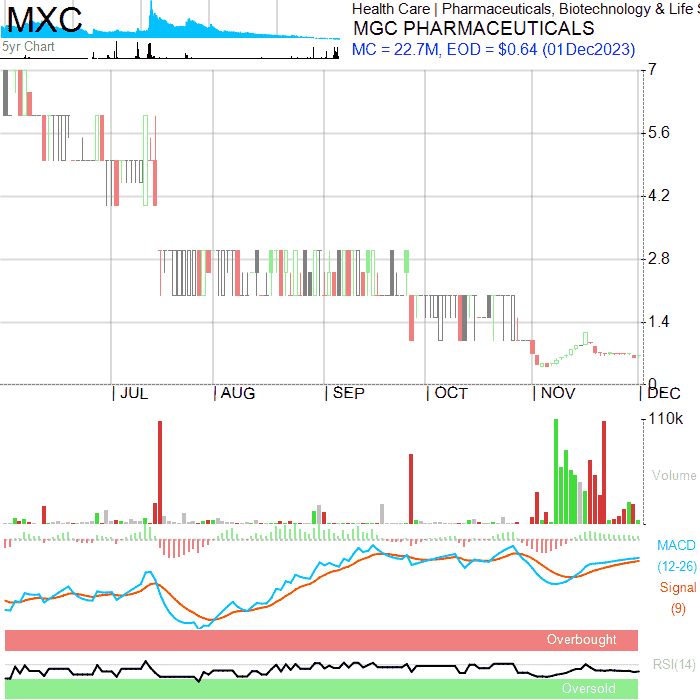 MXC
5yr Chart
Health Care | Pharmaceuticals, Biotechnology & Life S
MGC PHARMACEUTICALS
MC = 22.7M, EOD = $0.64 (01Dec2023)
7
5.6
4.2
2.8
1.4
0
| JUL | AUG | SEP | OCT | NOV | DEC
110k
Volume
MACD
(12-26)
Signal
(9)
Overbought
RSI(14)
Oversold